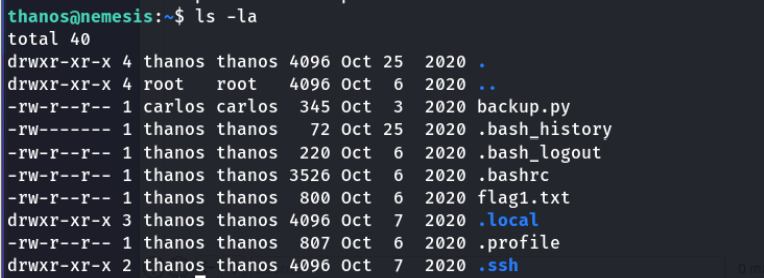 thanos@nemesis:~$ ls -la
total 40
drwxr-xr-x 4 thanos thanos 4096 Oct 25  2020 .
drwxr-xr-x 4 root   root   4096 Oct  6  2020 ..
-rw-r--r-- 1 carlos carlos  345 Oct  3  2020 backup.py
-rw------- 1 thanos thanos   72 Oct 25  2020 .bash_history
-rw-r--r-- 1 thanos thanos  220 Oct  6  2020 .bash_logout
-rw-r--r-- 1 thanos thanos 3526 Oct  6  2020 .bashrc
-rw-r--r-- 1 thanos thanos  800 Oct  6  2020 flag1.txt
drwxr-xr-x 3 thanos thanos 4096 Oct  7  2020 .local
-rw-r--r-- 1 thanos thanos  807 Oct  6  2020 .profile
drwxr-xr-x 2 thanos thanos 4096 Oct  7  2020 .ssh